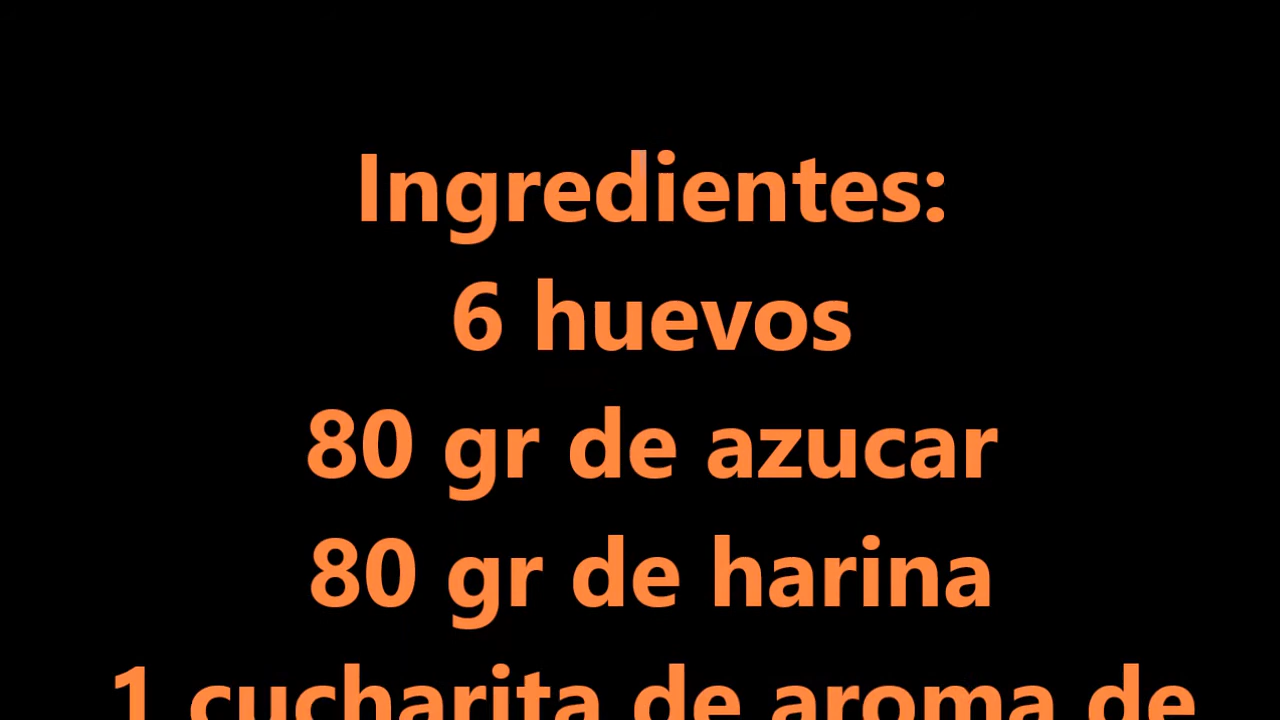 Ingredientes:
6 huevos
80 gr de azucar
80 gr de harina
1 cucharita de aroma de